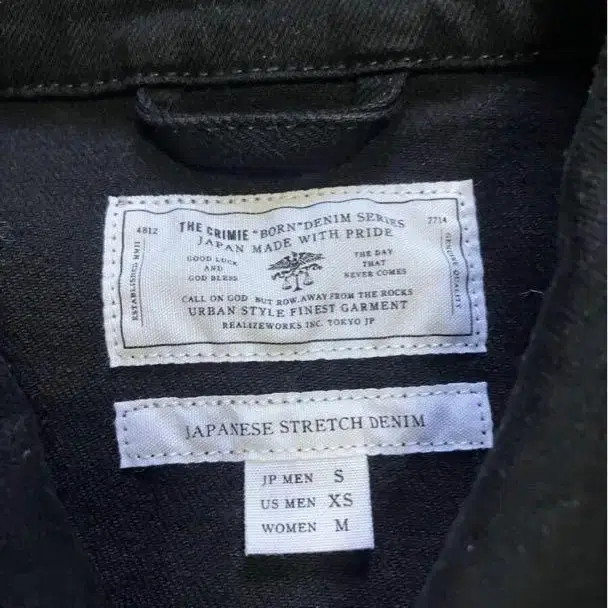 THE CRIMIE "BORN" DENIM SERIES
JAPAN MADE WITH PRIDE
4812
7714
GOOD LUCK
AND
GOD BLESS
THE DAY
THAT
NEVER COMES
ESTABLISHED MMII
GENUINE QUALITY
CALL ON GOD BUT ROW AWAY FROM THE ROCKS
URBAN STYLE FINEST GARMENT
REALIZEWORKS INC. TOKYO JP
JAPANESE STRETCH DENIM
JP MEN S
US MEN XS
WOMEN M